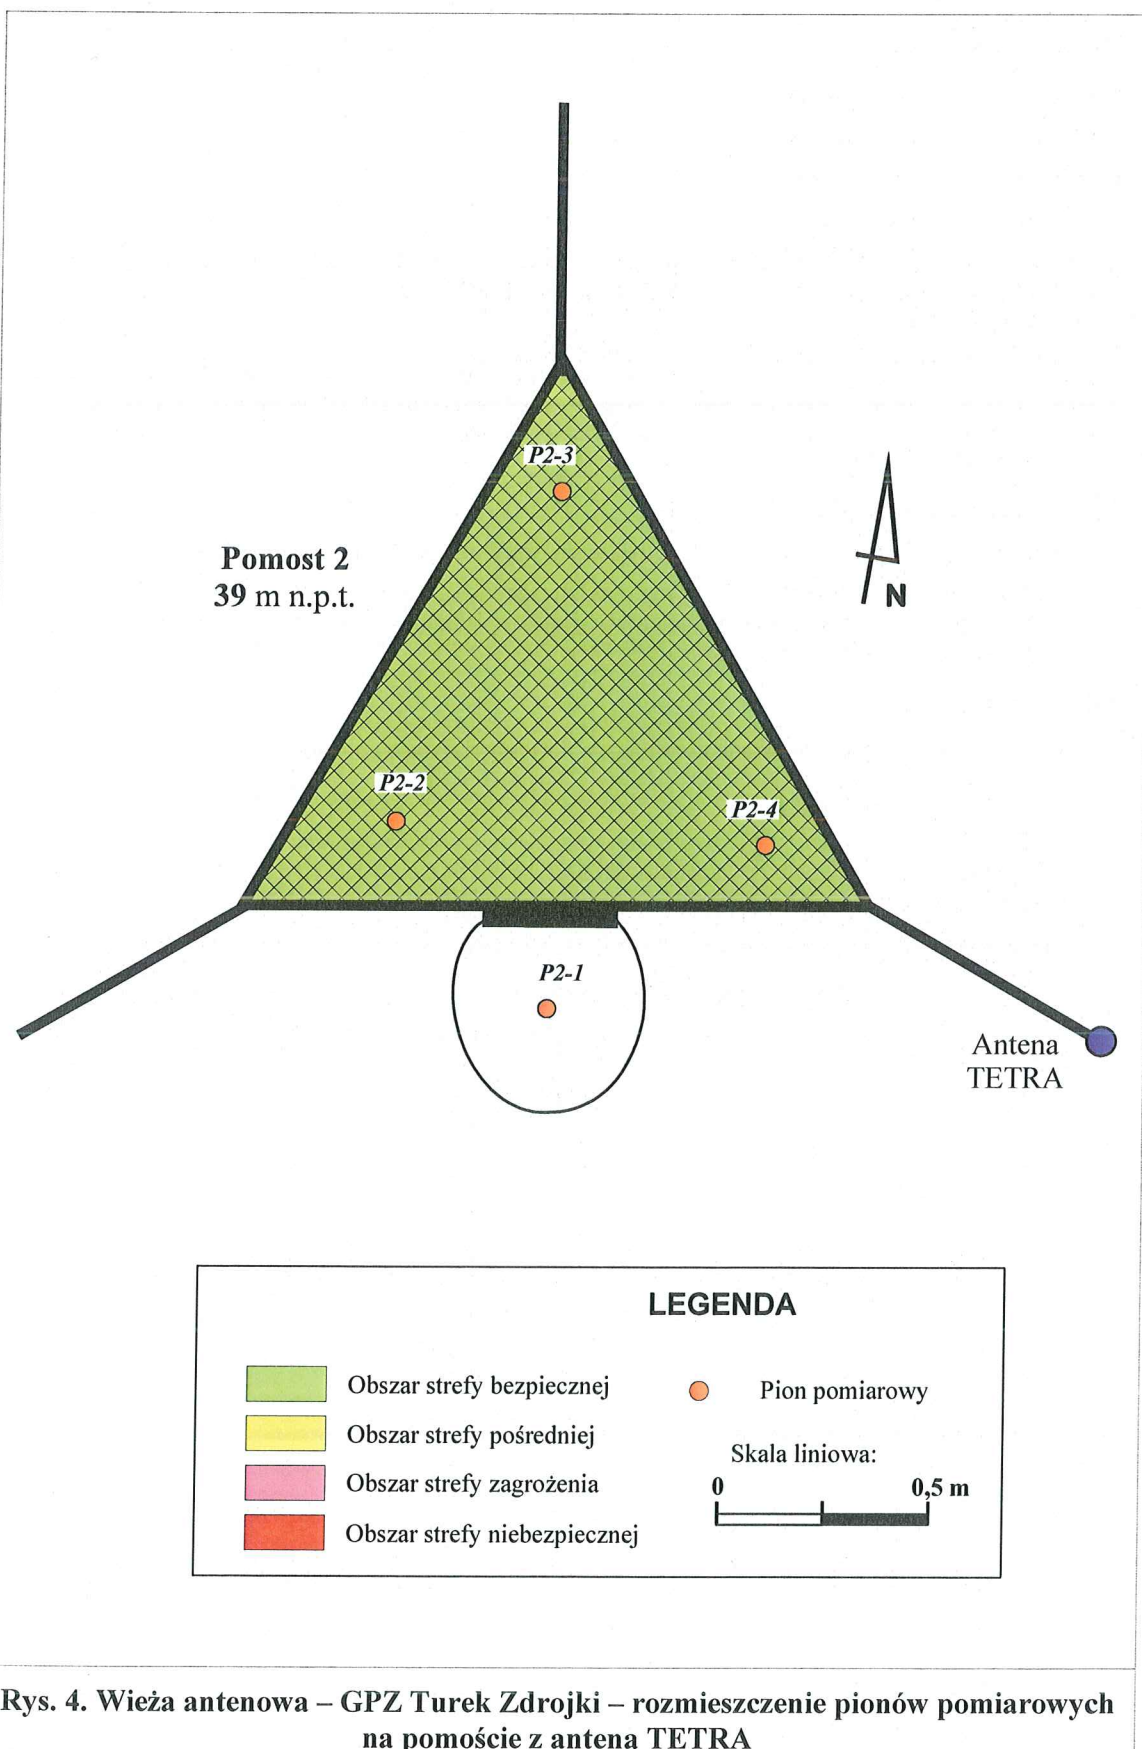 P2-3
Pomost 2
39 m n.p.t.
N
P2-2
P2-4
P2-1
Antena
TETRA
LEGENDA
Obszar strefy bezpiecznej
Pion pomiarowy
Obszar strefy pośredniej
Skala liniowa:
Obszar strefy zagrożenia
0 0,5 m
Obszar strefy niebezpiecznej
Rys. 4. Wieża antenowa – GPZ Turek Zdrojki – rozmieszczenie pionów pomiarowych
na pomoście z antena TETRA